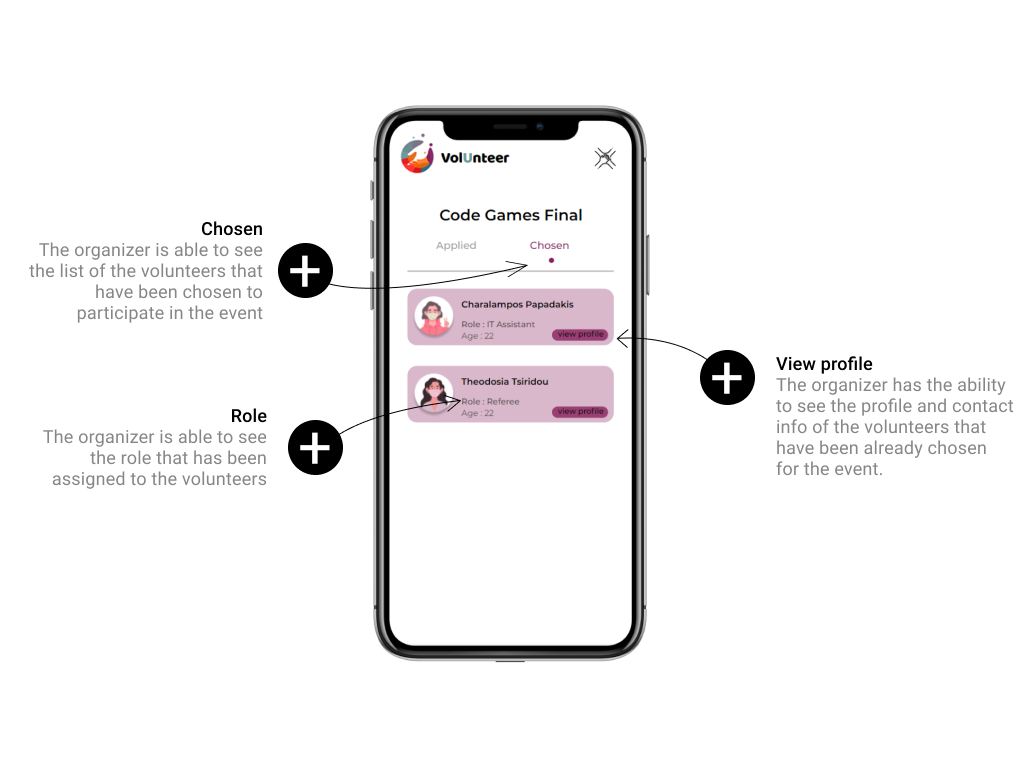 VolUnteer
Code Games Final
Applied
Chosen
Charalampos Papadakis
Role : IT Assistant
Age : 22
view profile
Theodosia Tsiridou
Role : Referee
Age : 22
view profile
Chosen
The organizer is able to see
the list of the volunteers that
have been chosen to
participate in the event
Role
The organizer is able to see
the role that has been
assigned to the volunteers
View profile
The organizer has the ability
to see the profile and contact
info of the volunteers that
have been already chosen
for the event.